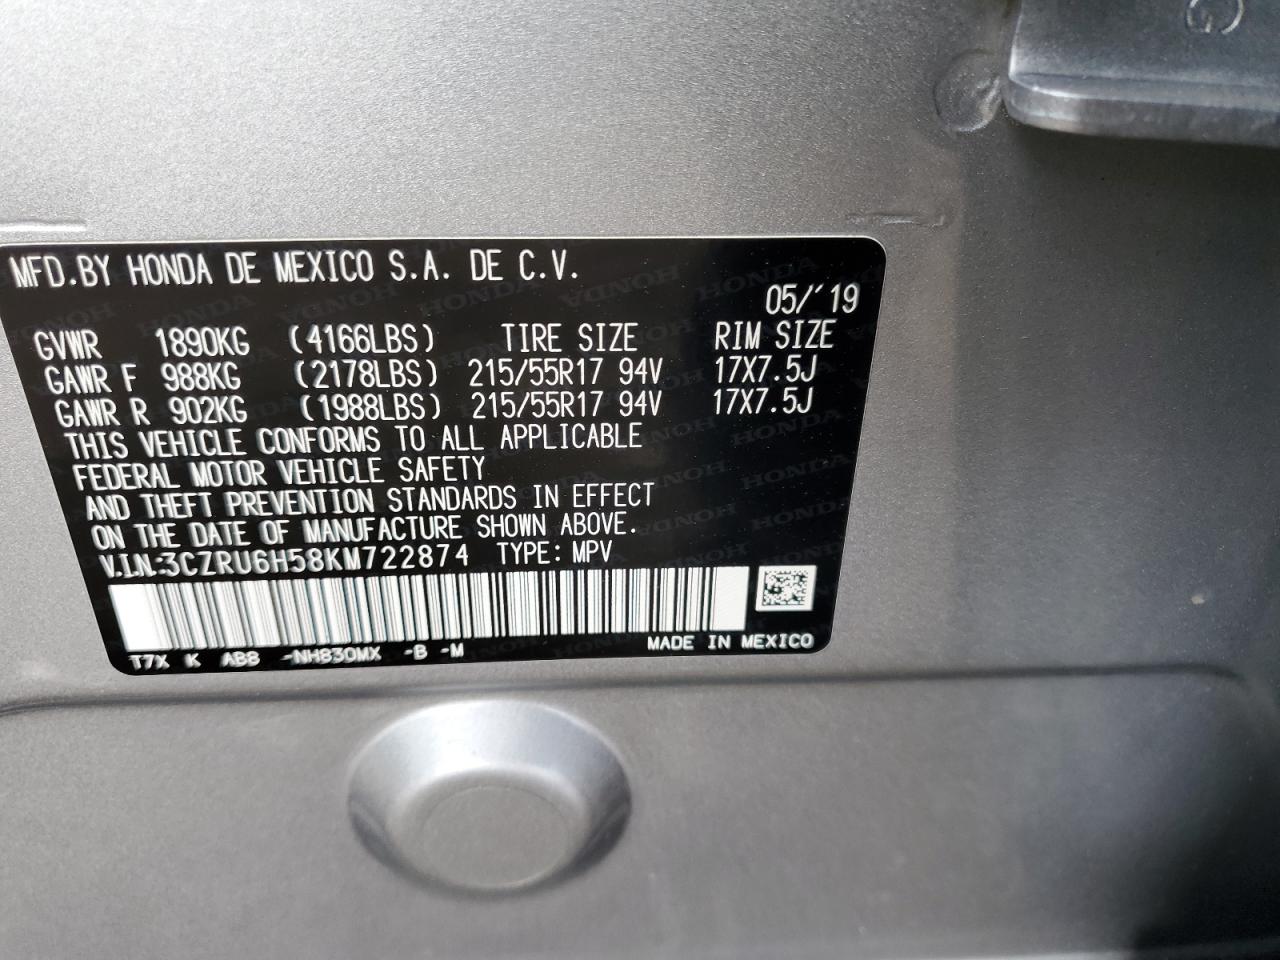 MFD.BY HONDA DE MEXICO S.A. DE C.V.
05/'19
GVWR 1890KG (4166LBS) TIRE SIZE RIM SIZE
GAWR F 988KG (2178LBS) 215/55R17 94V 17X7.5J
GAWR R 902KG (1988LBS) 215/55R17 94V 17X7.5J
THIS VEHICLE CONFORMS TO ALL APPLICABLE
FEDERAL MOTOR VEHICLE SAFETY
AND THEFT PREVENTION STANDARDS IN EFFECT
ON THE DATE OF MANUFACTURE SHOWN ABOVE.
V.I.N:3CZRU6H58KM722874 TYPE: MPV
T7X K AB8 -NH830MX -B -M MADE IN MEXICO